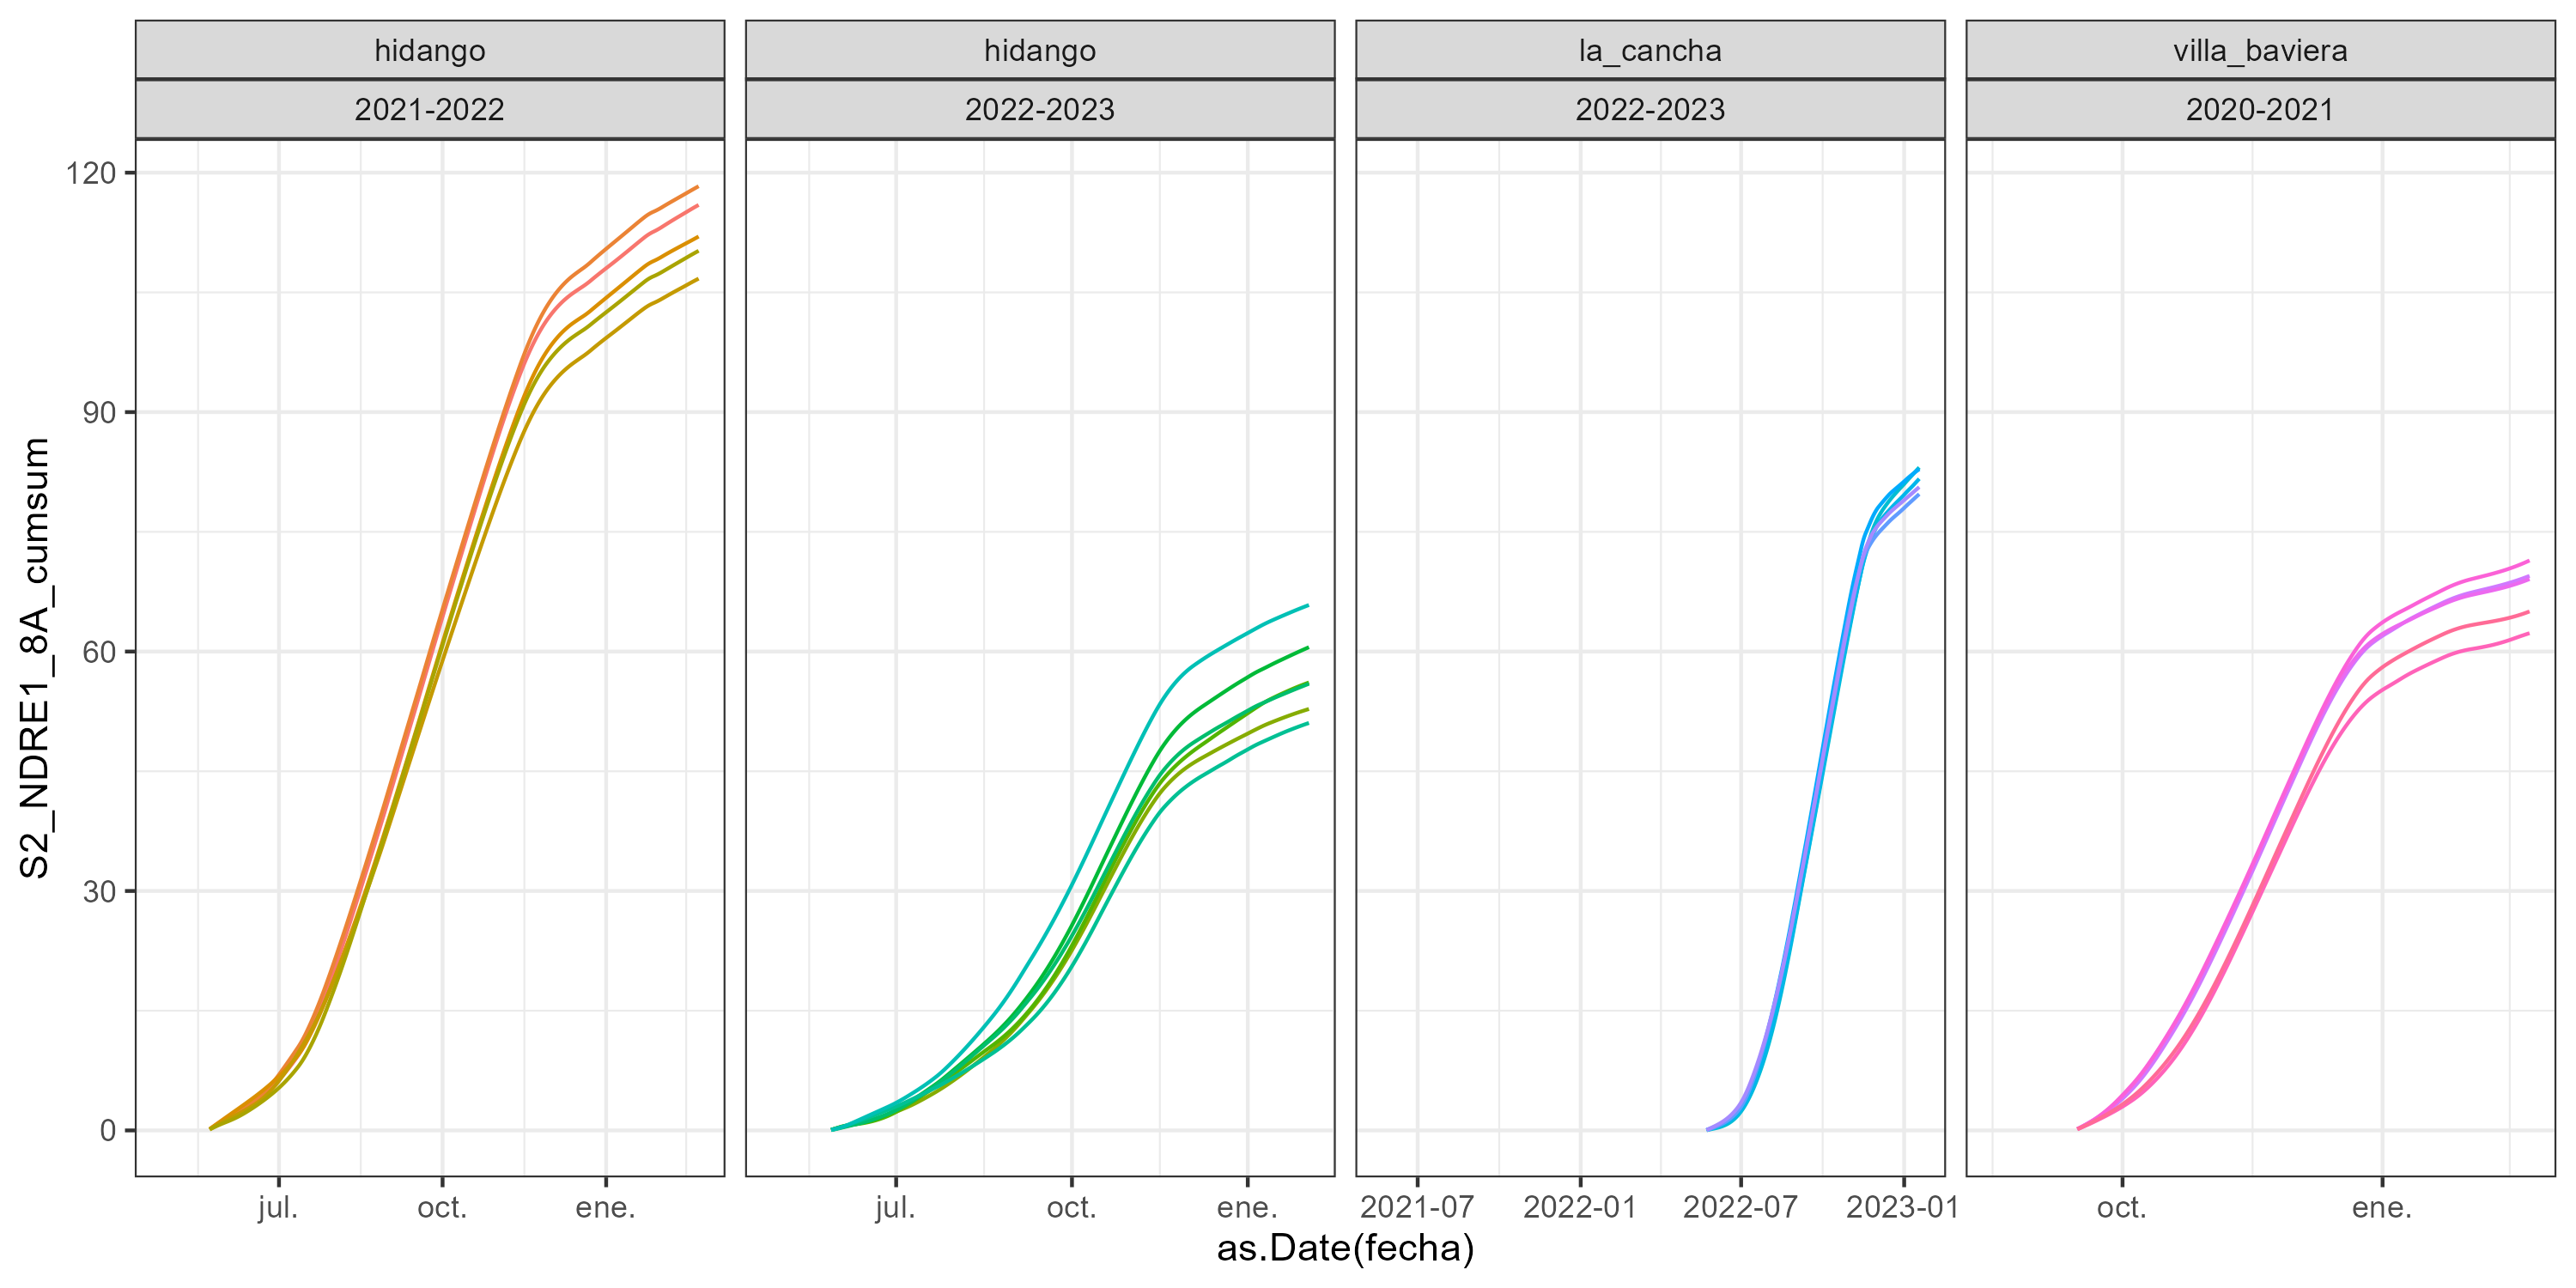 hidango
2021-2022
hidango
2022-2023
la_cancha
2022-2023
villa_baviera
2020-2021
S2_NDRE1_8A_cumsum
120
90
60
30
0
jul. oct. ene.
jul. oct. ene.
2021-07 2022-01 2022-07 2023-01
oct. ene.
as.Date(fecha)